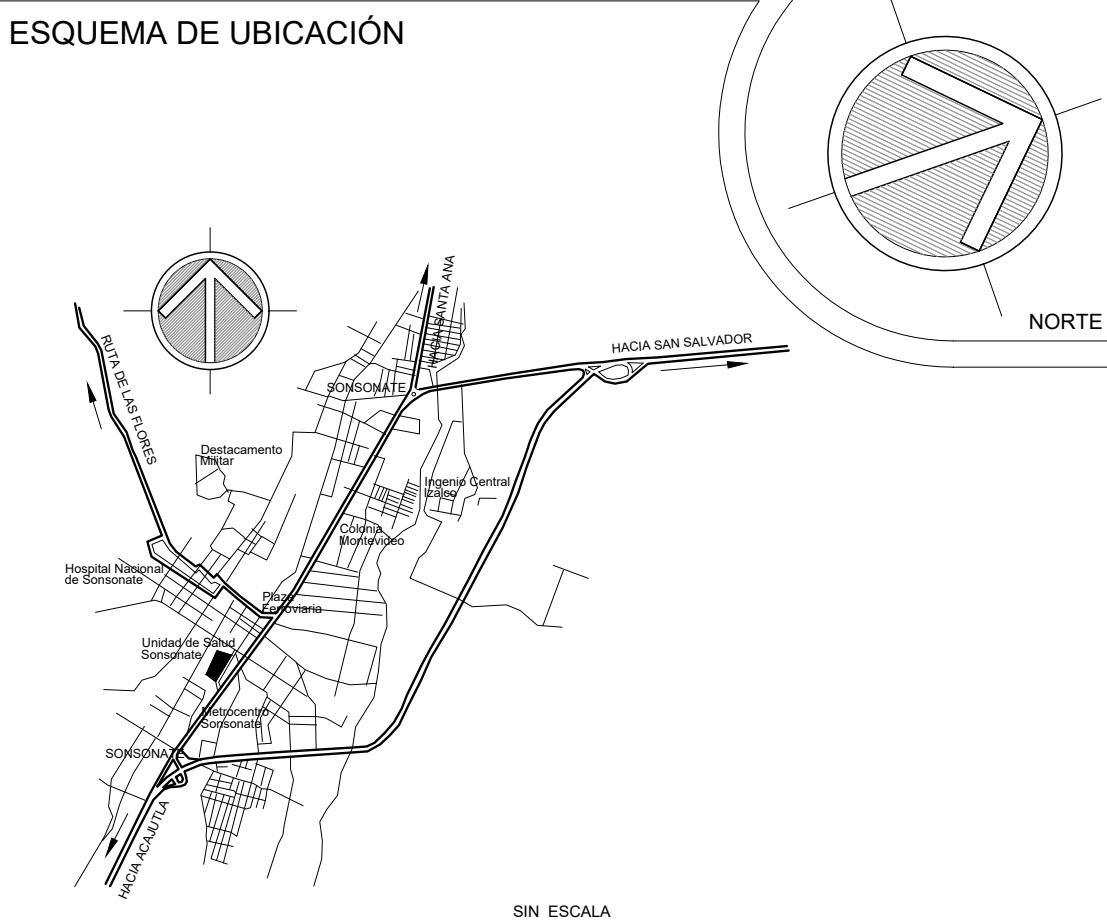 ESQUEMA DE UBICACIÓN
NORTE
HACIA SANTA ANA
HACIA SAN SALVADOR
RUTA DE LAS FLORES
SONSONATE
Destacamento
Militar
Ingenio Central
Izalco
Colonia
Montevideo
Hospital Nacional
de Sonsonate
Plaza
Ferroviaria
Unidad de Salud
Sonsonate
Metrocentro
Sonsonate
SONSONATE
HACIA ACAJUTLA
SIN ESCALA